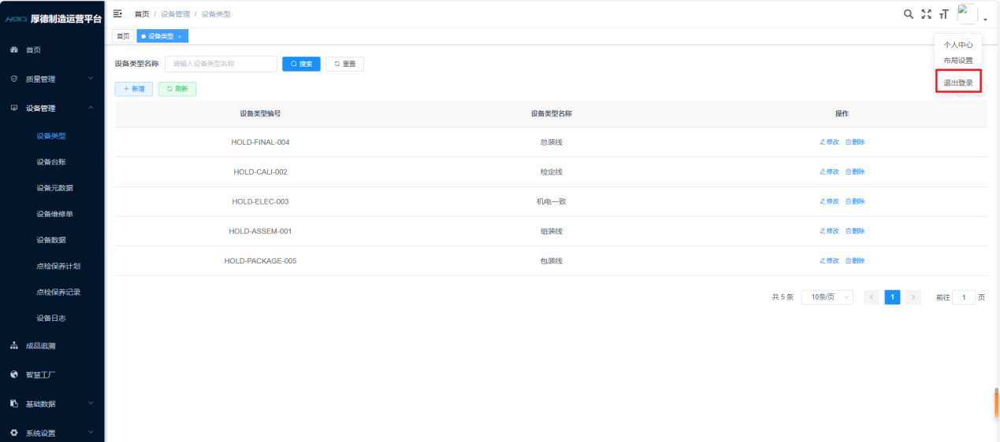 HDIC 厚德制造运营平台
首页 / 设备管理 / 设备类型
首页
设备类型 ×
个人中心
布局设置
退出登录
首页
质量管理
设备管理
设备类型
设备台账
设备元数据
设备维修单
设备数据
点检保养计划
点检保养记录
设备日志
成品追溯
智慧工厂
基础数据
系统设置
设备类型名称 请输入设备类型名称 搜索 重置
+ 新增 刷新
设备类型编号 设备类型名称 操作
HOLD-FINAL-004 总装线 修改 删除
HOLD-CALI-002 检定线 修改 删除
HOLD-ELEC-003 机电一致 修改 删除
HOLD-ASSEM-001 组装线 修改 删除
HOLD-PACKAGE-005 包装线 修改 删除
共 5 条 10条/页 < 1 > 前往 1 页